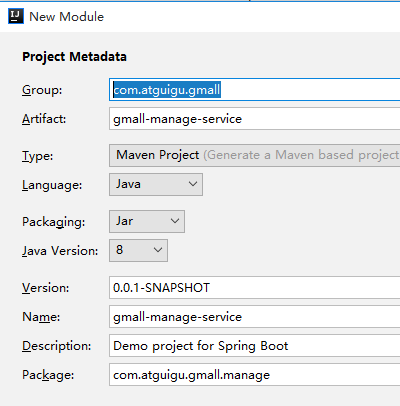 New Module
Project Metadata
Group: com.atguigu.gmall
Artifact: gmall-manage-service
Type: Maven Project (Generate a Maven based project
Language: Java
Packaging: Jar
Java Version: 8
Version: 0.0.1-SNAPSHOT
Name: gmall-manage-service
Description: Demo project for Spring Boot
Package: com.atguigu.gmall.manage